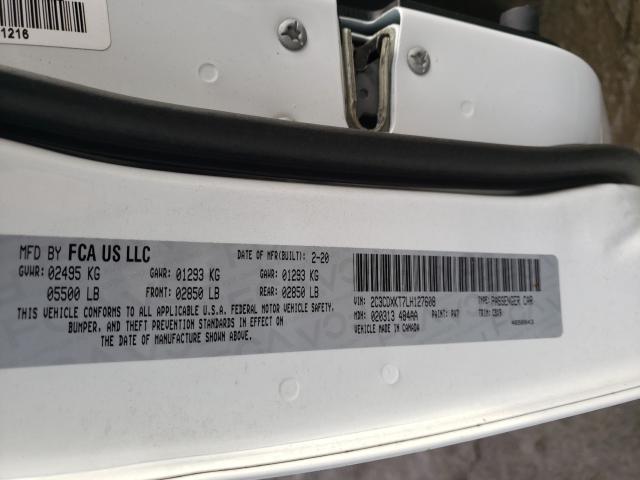 1216
MFD BY FCA US LLC
DATE OF MFR(BUILT): 2-20
GVWR: 02495 KG GAWR: 01293 KG GAWR: 01293 KG
05500 LB FRONT: 02850 LB REAR: 02850 LB
THIS VEHICLE CONFORMS TO ALL APPLICABLE U.S.A. FEDERAL MOTOR VEHICLE SAFETY,
BUMPER, AND THEFT PREVENTION STANDARDS IN EFFECT ON
THE DATE OF MANUFACTURE SHOWN ABOVE.
VIN: 2C3CDXKT7LH127608 TYPE: PASSENGER CAR
MDH: 020313 484AA PAINT: PW7 TRIM: CBX9
VEHICLE MADE IN CANADA